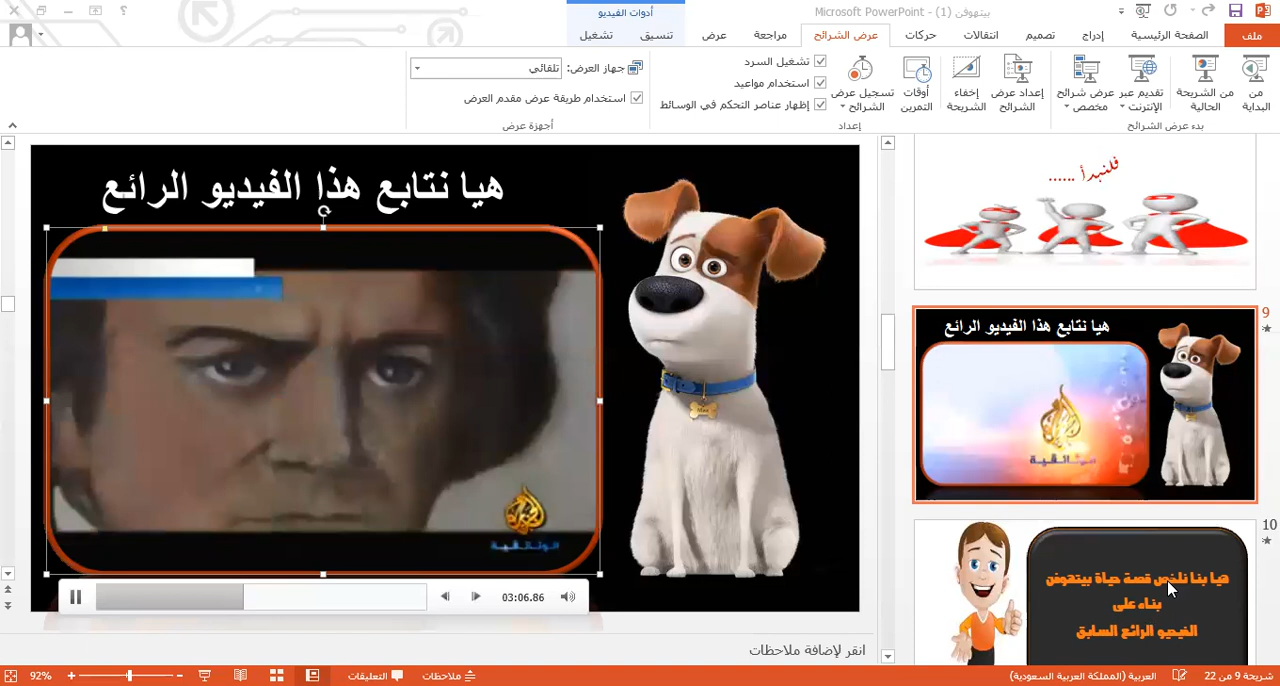 بيتهوفن (1) - Microsoft PowerPoint
أدوات الفيديو
ملف
الصفحة الرئيسية
إدراج
تصميم
انتقالات
حركات
عرض الشرائح
مراجعة
عرض
تنسيق
تشغيل
من البداية
من الشريحة الحالية
تقديم عبر الإنترنت
عرض شرائح مخصص
بدء عرض الشرائح
إعداد عرض الشرائح
إخفاء الشريحة
أوقات التمرين
تسجيل عرض الشرائح
تشغيل السرد
استخدام مواعيد
إظهار عناصر التحكم في الوسائط
إعداد
جهاز العرض:
تلقائي
استخدام طريقة عرض مقدم العرض
أجهزة عرض
فلنبدأ ......
هيا نتابع هذا الفيديو الرائع
الجزيرة
الوثائقية
Max
03:06.86
9
هيا نتابع هذا الفيديو الرائع
الجزيرة
الوثائقية
10
هيا بنا نلخص قصة حياة بيتهوفن
بناء على
الفيديو الرائع السابق
انقر لإضافة ملاحظات
شريحة 9 من 22
العربية (المملكة العربية السعودية)
ملاحظات
التعليقات
92%